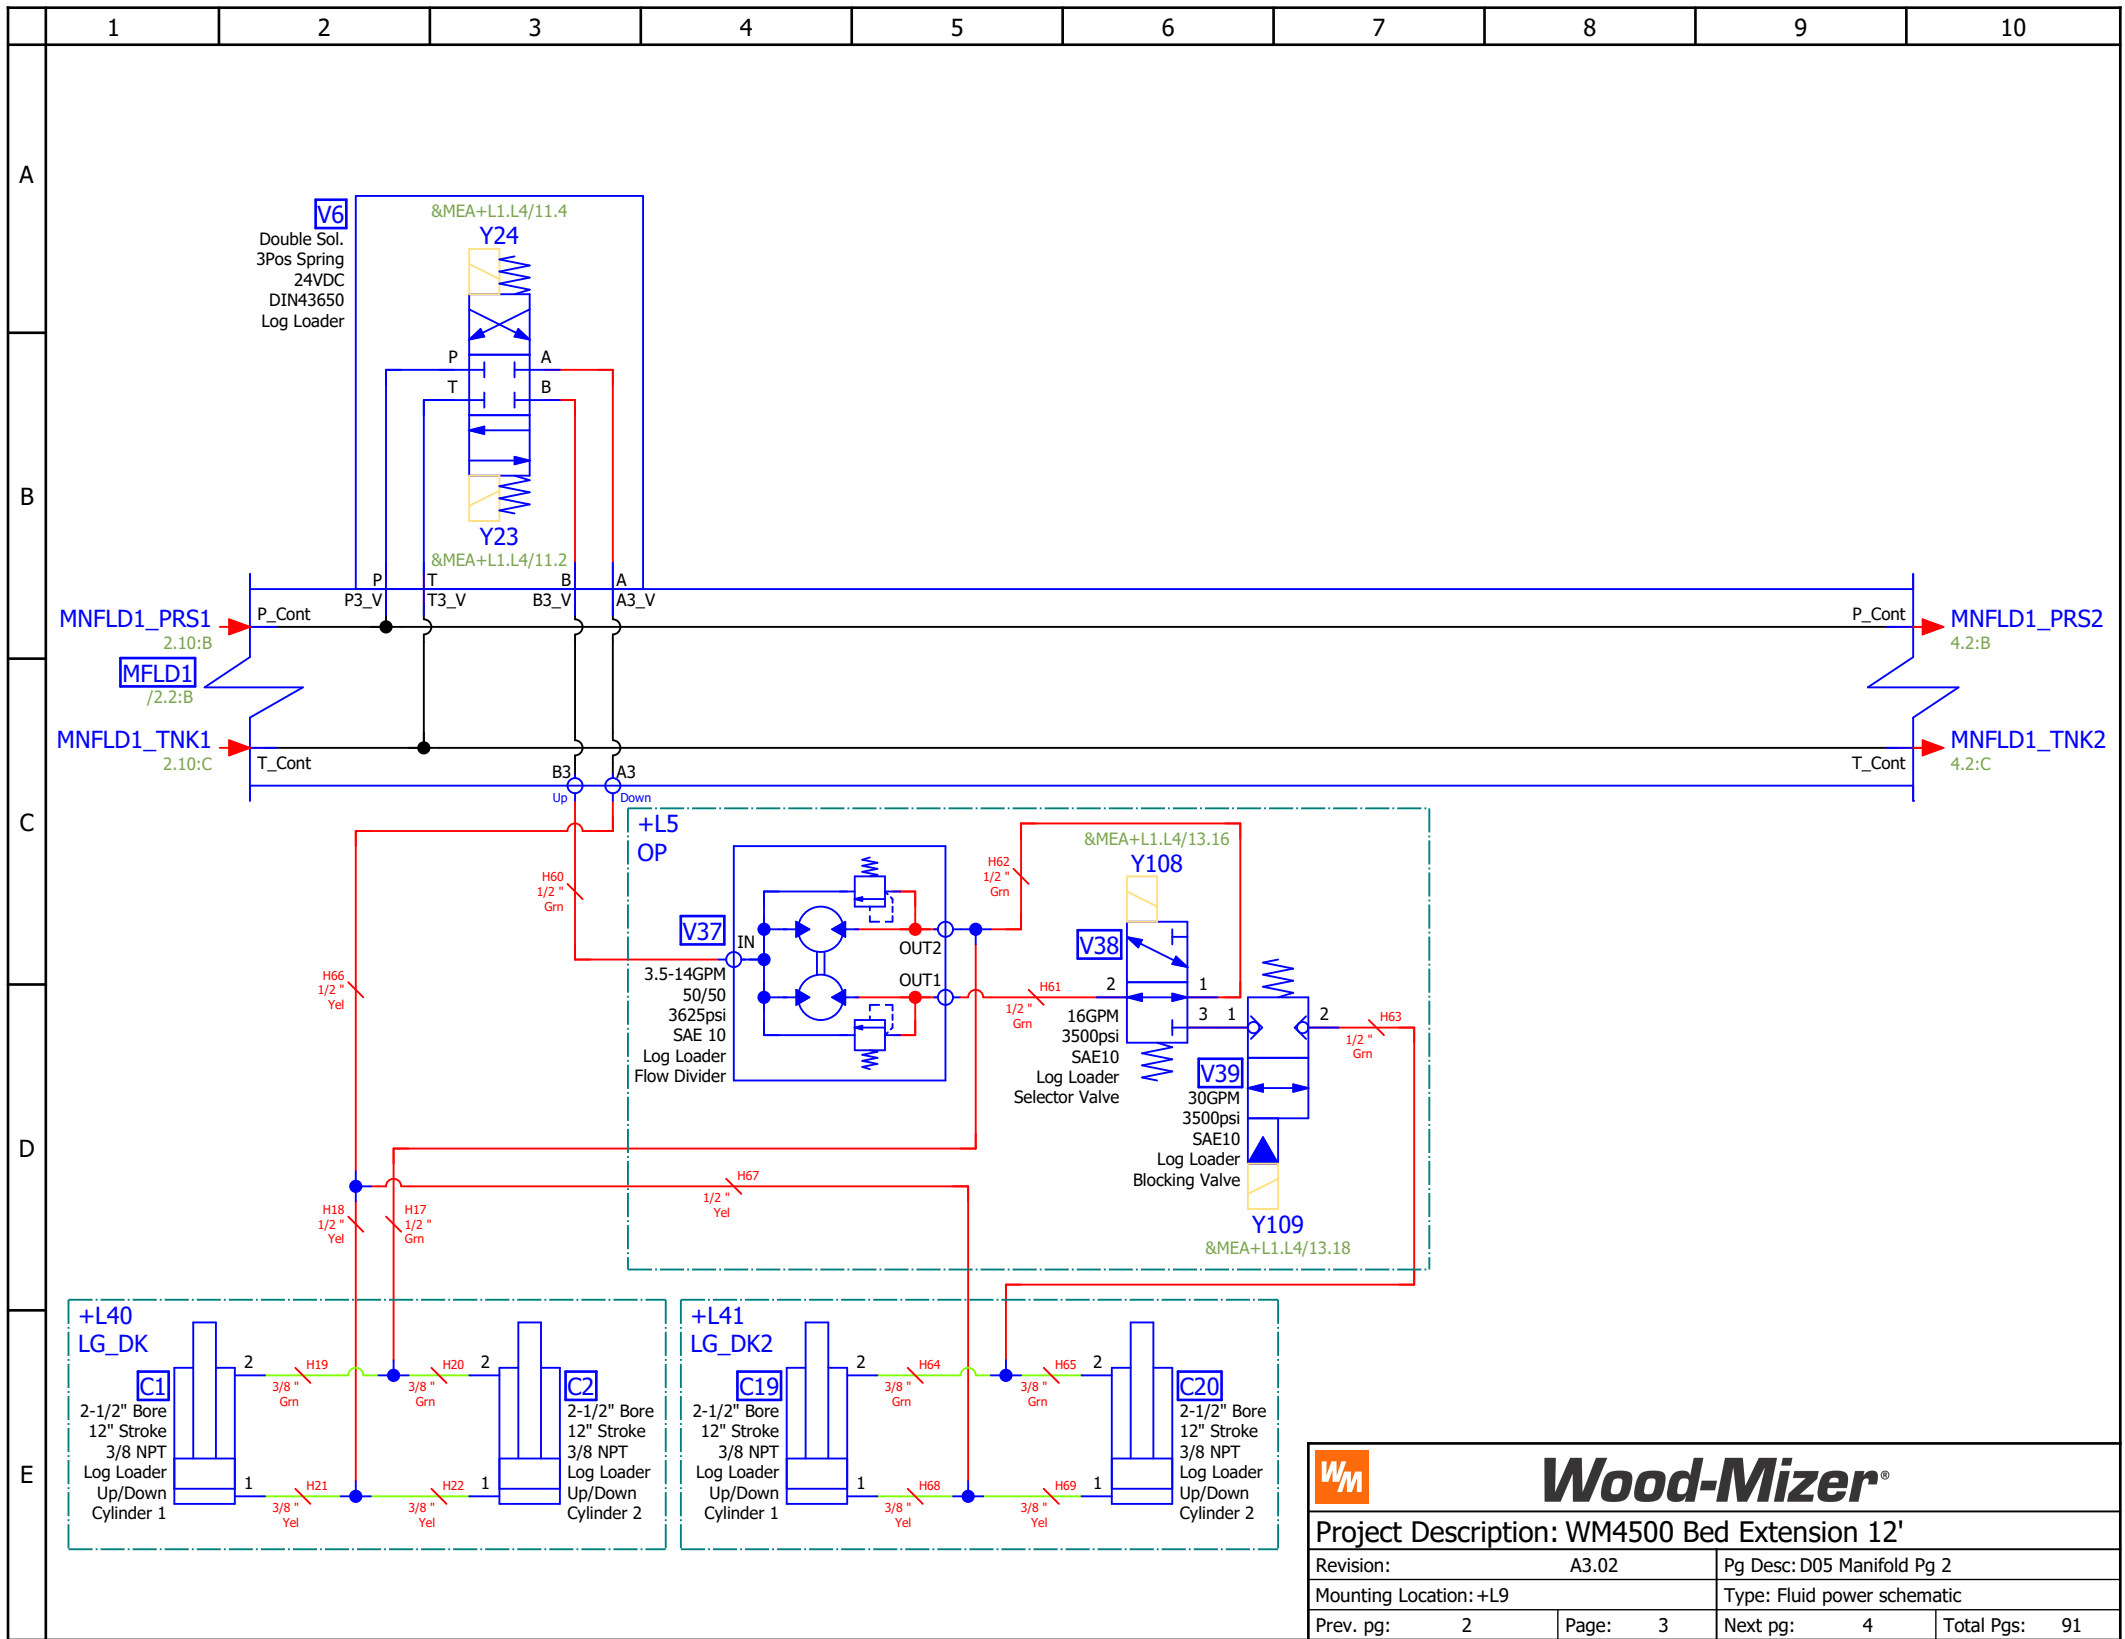 1 2 3 4 5 6 7 8 9 10
A
B
C
D
E
V6
Double Sol.
3Pos Spring
24VDC
DIN43650
Log Loader
&MEA+L1.L4/11.4
Y24
P A
T B
Y23
&MEA+L1.L4/11.2
P T B A
P3_V T3_V B3_V A3_V
MNFLD1_PRS1
2.10:B
P_Cont
P_Cont
MNFLD1_PRS2
4.2:B
MFLD1
/2.2:B
MNFLD1_TNK1
2.10:C
T_Cont
T_Cont
MNFLD1_TNK2
4.2:C
B3 A3
Up Down
+L5
OP
H60
1/2 "
Grn
H66
1/2 "
Yel
V37
IN
OUT2
OUT1
3.5-14GPM
50/50
3625psi
SAE 10
Log Loader
Flow Divider
H62
1/2 "
Grn
H61
1/2 "
Grn
&MEA+L1.L4/13.16
Y108
V38
2 1
3 1 2
16GPM
3500psi
SAE10
Log Loader
Selector Valve
H63
1/2 "
Grn
V39
30GPM
3500psi
SAE10
Log Loader
Blocking Valve
Y109
&MEA+L1.L4/13.18
H67
1/2 "
Yel
H18
1/2 "
Yel
H17
1/2 "
Grn
+L40
LG_DK
C1
2-1/2" Bore
12" Stroke
3/8 NPT
Log Loader
Up/Down
Cylinder 1
2
H19
3/8 "
Grn
H20
3/8 "
Grn
2
1
H21
3/8 "
Yel
H22
3/8 "
Yel
1
C2
2-1/2" Bore
12" Stroke
3/8 NPT
Log Loader
Up/Down
Cylinder 2
+L41
LG_DK2
C19
2-1/2" Bore
12" Stroke
3/8 NPT
Log Loader
Up/Down
Cylinder 1
2
H64
3/8 "
Grn
H65
3/8 "
Grn
2
1
H68
3/8 "
Yel
H69
3/8 "
Yel
1
C20
2-1/2" Bore
12" Stroke
3/8 NPT
Log Loader
Up/Down
Cylinder 2
WM Wood-Mizer®
Project Description: WM4500 Bed Extension 12'
Revision: A3.02 Pg Desc: D05 Manifold Pg 2
Mounting Location: +L9 Type: Fluid power schematic
Prev. pg: 2 Page: 3 Next pg: 4 Total Pgs: 91